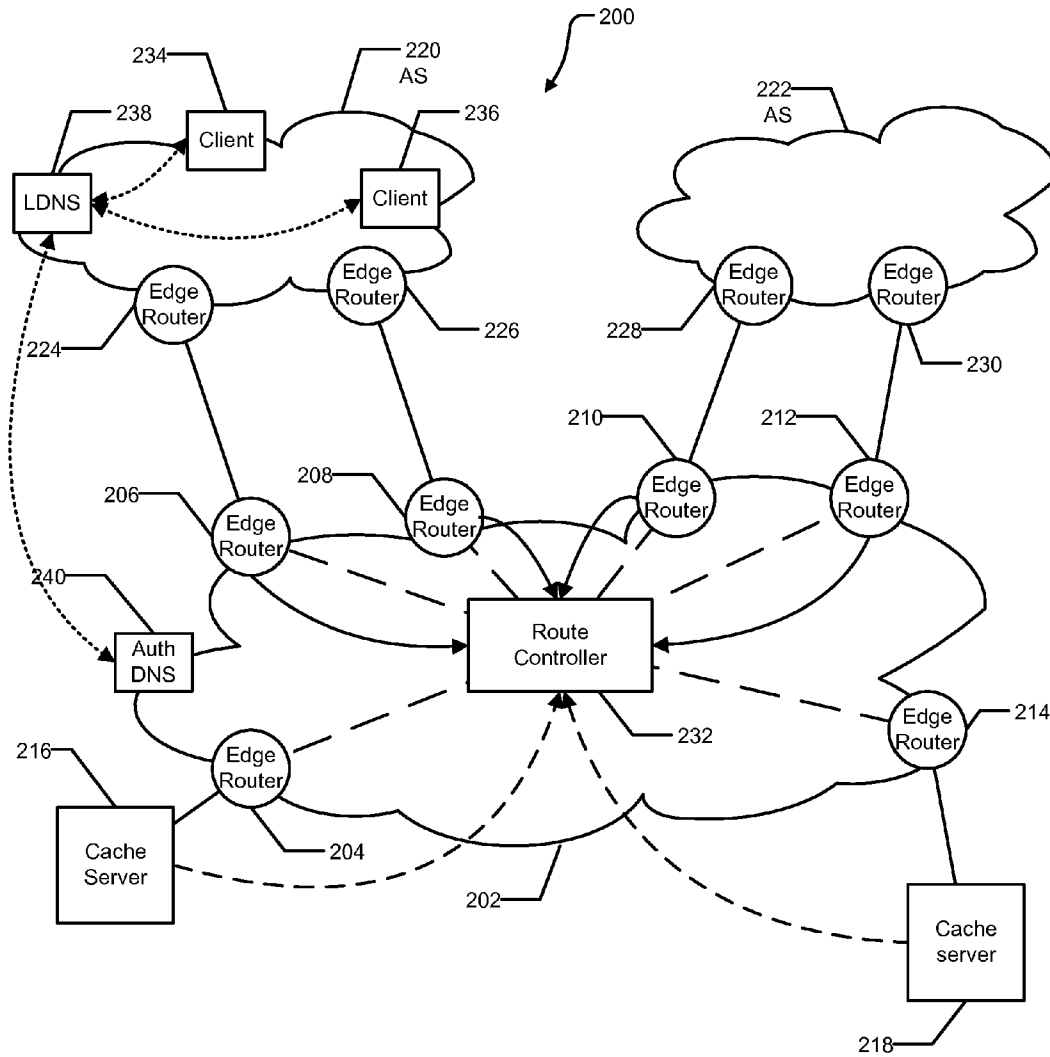 200
220
AS
234
238
Client
236
222
AS
LDNS
Client
Edge
Router
Edge
Router
Edge
Router
Edge
Router
224
226
228
230
210
212
206
208
Edge
Router
Edge
Router
Edge
Router
Edge
Router
240
Auth
DNS
Route
Controller
232
216
Edge
Router
Edge
Router
214
204
Cache
Server
202
Cache
server
218